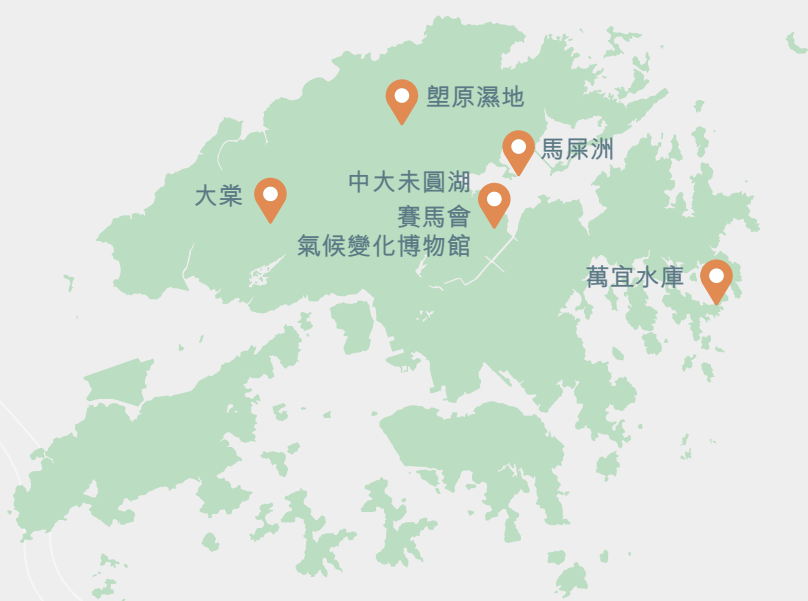 塱原濕地
馬屎洲
中大未圓湖
大棠
賽馬會
氣候變化博物館
萬宜水庫